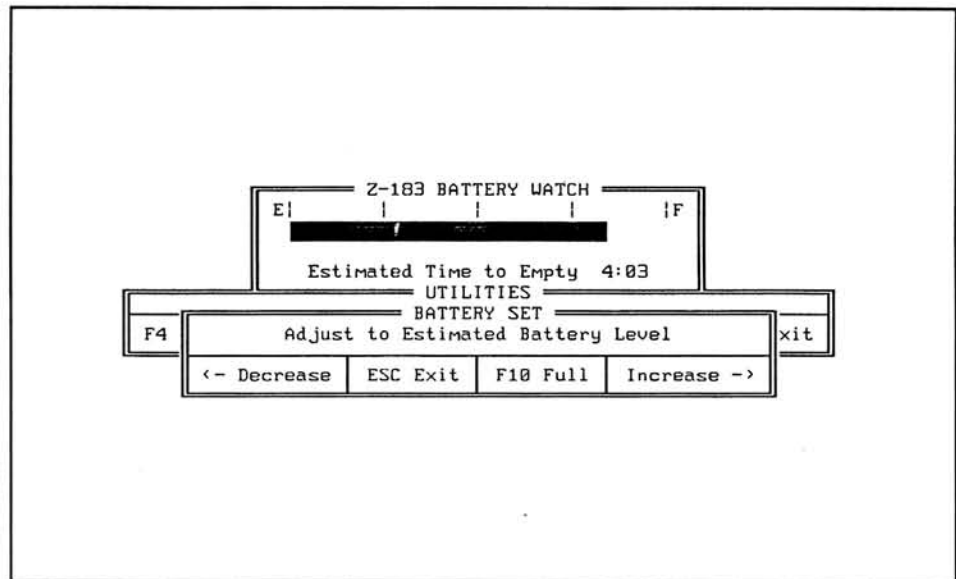 Z-183 BATTERY WATCH
E F
Estimated Time to Empty 4:03
UTILITIES
BATTERY SET
F4 Adjust to Estimated Battery Level xit
<- Decrease ESC Exit F10 Full Increase ->